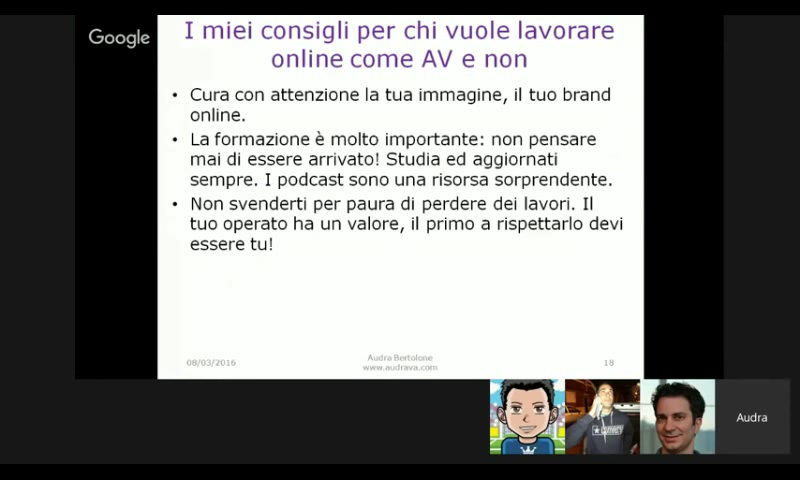 Google
I miei consigli per chi vuole lavorare
online come AV e non
• Cura con attenzione la tua immagine, il tuo brand
online.
• La formazione è molto importante: non pensare
mai di essere arrivato! Studia ed aggiornati
sempre. I podcast sono una risorsa sorprendente.
• Non svenderti per paura di perdere dei lavori. Il
tuo operato ha un valore, il primo a rispettarlo devi
essere tu!
08/03/2016
Audra Bertolone
www.audrava.com
18
Audra